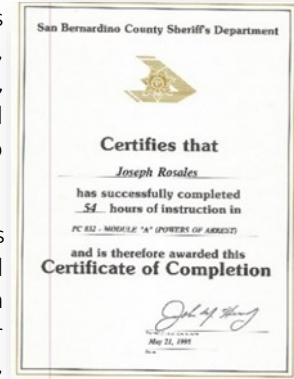 San Bernardino County Sheriff's Department
Certifies that
Joseph Rosales
has successfully completed
54 hours of instruction in
PC 832 - MODULE "A" (POWERS OF ARREST)
and is therefore awarded this
Certificate of Completion
May 21, 1995